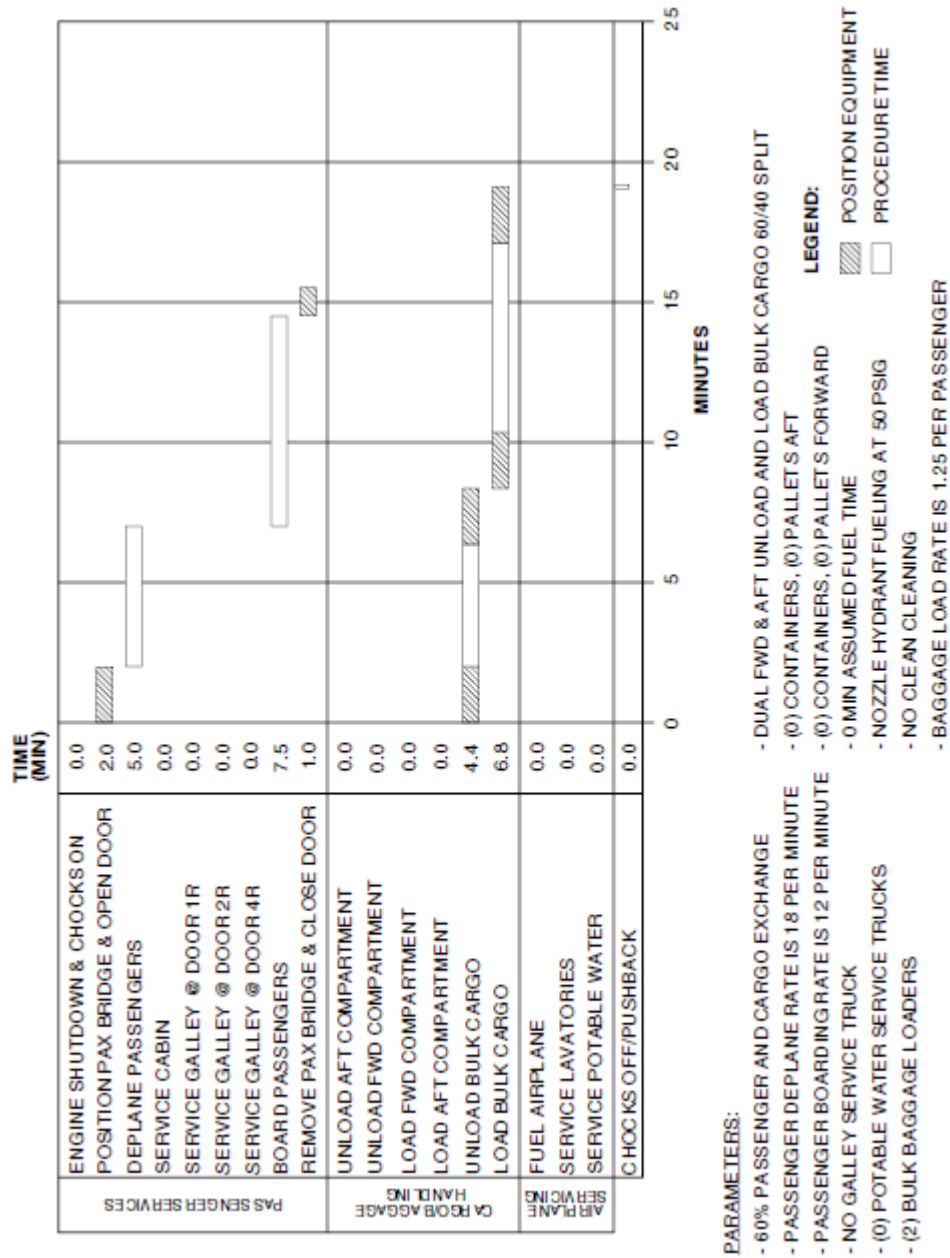 TIME
(MIN)
PASSENGER SERVICES
ENGINE SHUTDOWN & CHOCKS ON 0.0
POSITION PAX BRIDGE & OPEN DOOR 2.0
DEPLANE PASSENGERS 5.0
SERVICE CABIN 0.0
SERVICE GALLEY @ DOOR 1R 0.0
SERVICE GALLEY @ DOOR 2R 0.0
SERVICE GALLEY @ DOOR 4R 0.0
BOARD PASSENGERS 7.5
REMOVE PAX BRIDGE & CLOSE DOOR 1.0
CARGO/BAGGAGE
HANDLING
UNLOAD AFT COMPARTMENT 0.0
UNLOAD FWD COMPARTMENT 0.0
LOAD FWD COMPARTMENT 0.0
LOAD AFT COMPARTMENT 0.0
UNLOAD BULK CARGO 4.4
LOAD BULK CARGO 6.8
AIRPLANE
SERVICING
FUEL AIRPLANE 0.0
SERVICE LAVATORIES 0.0
SERVICE POTABLE WATER 0.0
CHOCKS OFF/PUSHBACK 0.0
0 5 10 15 20 25
MINUTES
PARAMETERS:
- 60% PASSENGER AND CARGO EXCHANGE
- PASSENGER DEPLANE RATE IS 18 PER MINUTE
- PASSENGER BOARDING RATE IS 12 PER MINUTE
- NO GALLEY SERVICE TRUCK
- (0) POTABLE WATER SERVICE TRUCKS
- (2) BULK BAGGAGE LOADERS
- DUAL FWD & AFT UNLOAD AND LOAD BULK CARGO 60/40 SPLIT
- (0) CONTAINERS, (0) PALLETS AFT
- (0) CONTAINERS, (0) PALLETS FORWARD
- 0 MIN ASSUMED FUEL TIME
- NOZZLE HYDRANT FUELING AT 50 PSIG
- NO CLEAN CLEANING
- BAGGAGE LOAD RATE IS 1.25 PER PASSENGER
LEGEND:
POSITION EQUIPMENT
PROCEDURE TIME